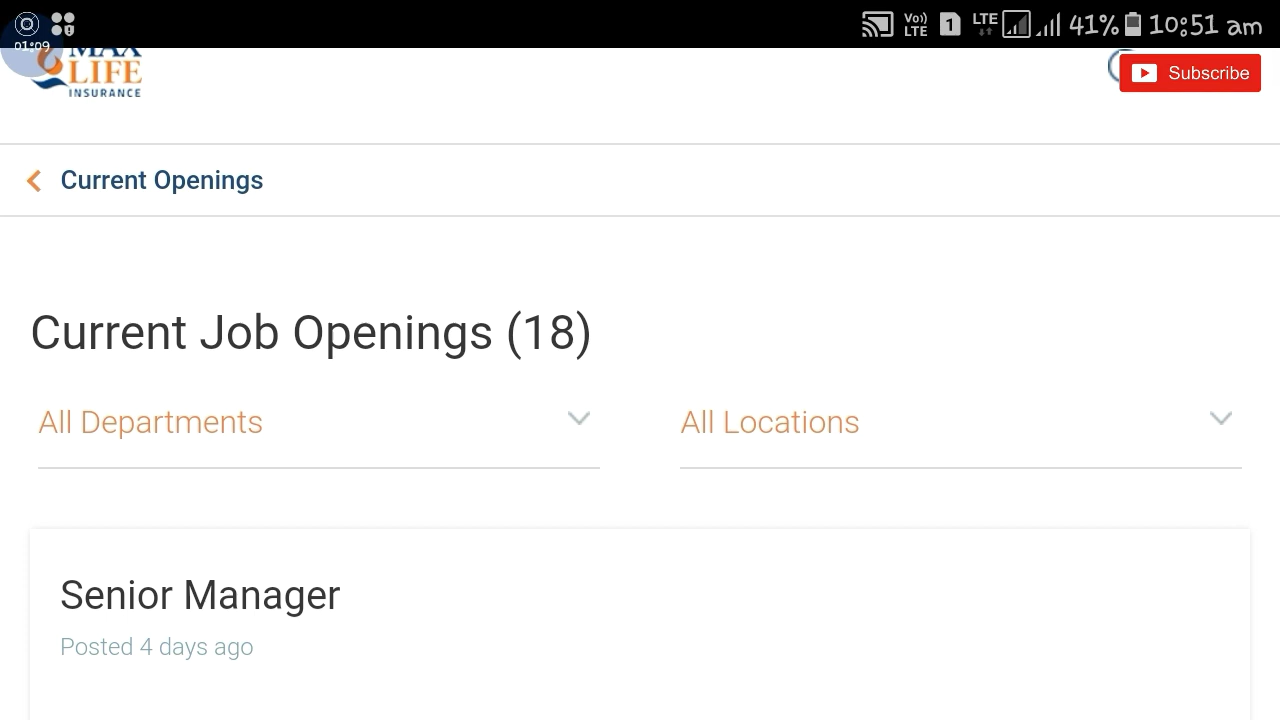 01:09
Vo))
LTE
1
LTE
41%
10:51 am
MAX
LIFE
INSURANCE
Subscribe
Current Openings
Current Job Openings (18)
All Departments
All Locations
Senior Manager
Posted 4 days ago